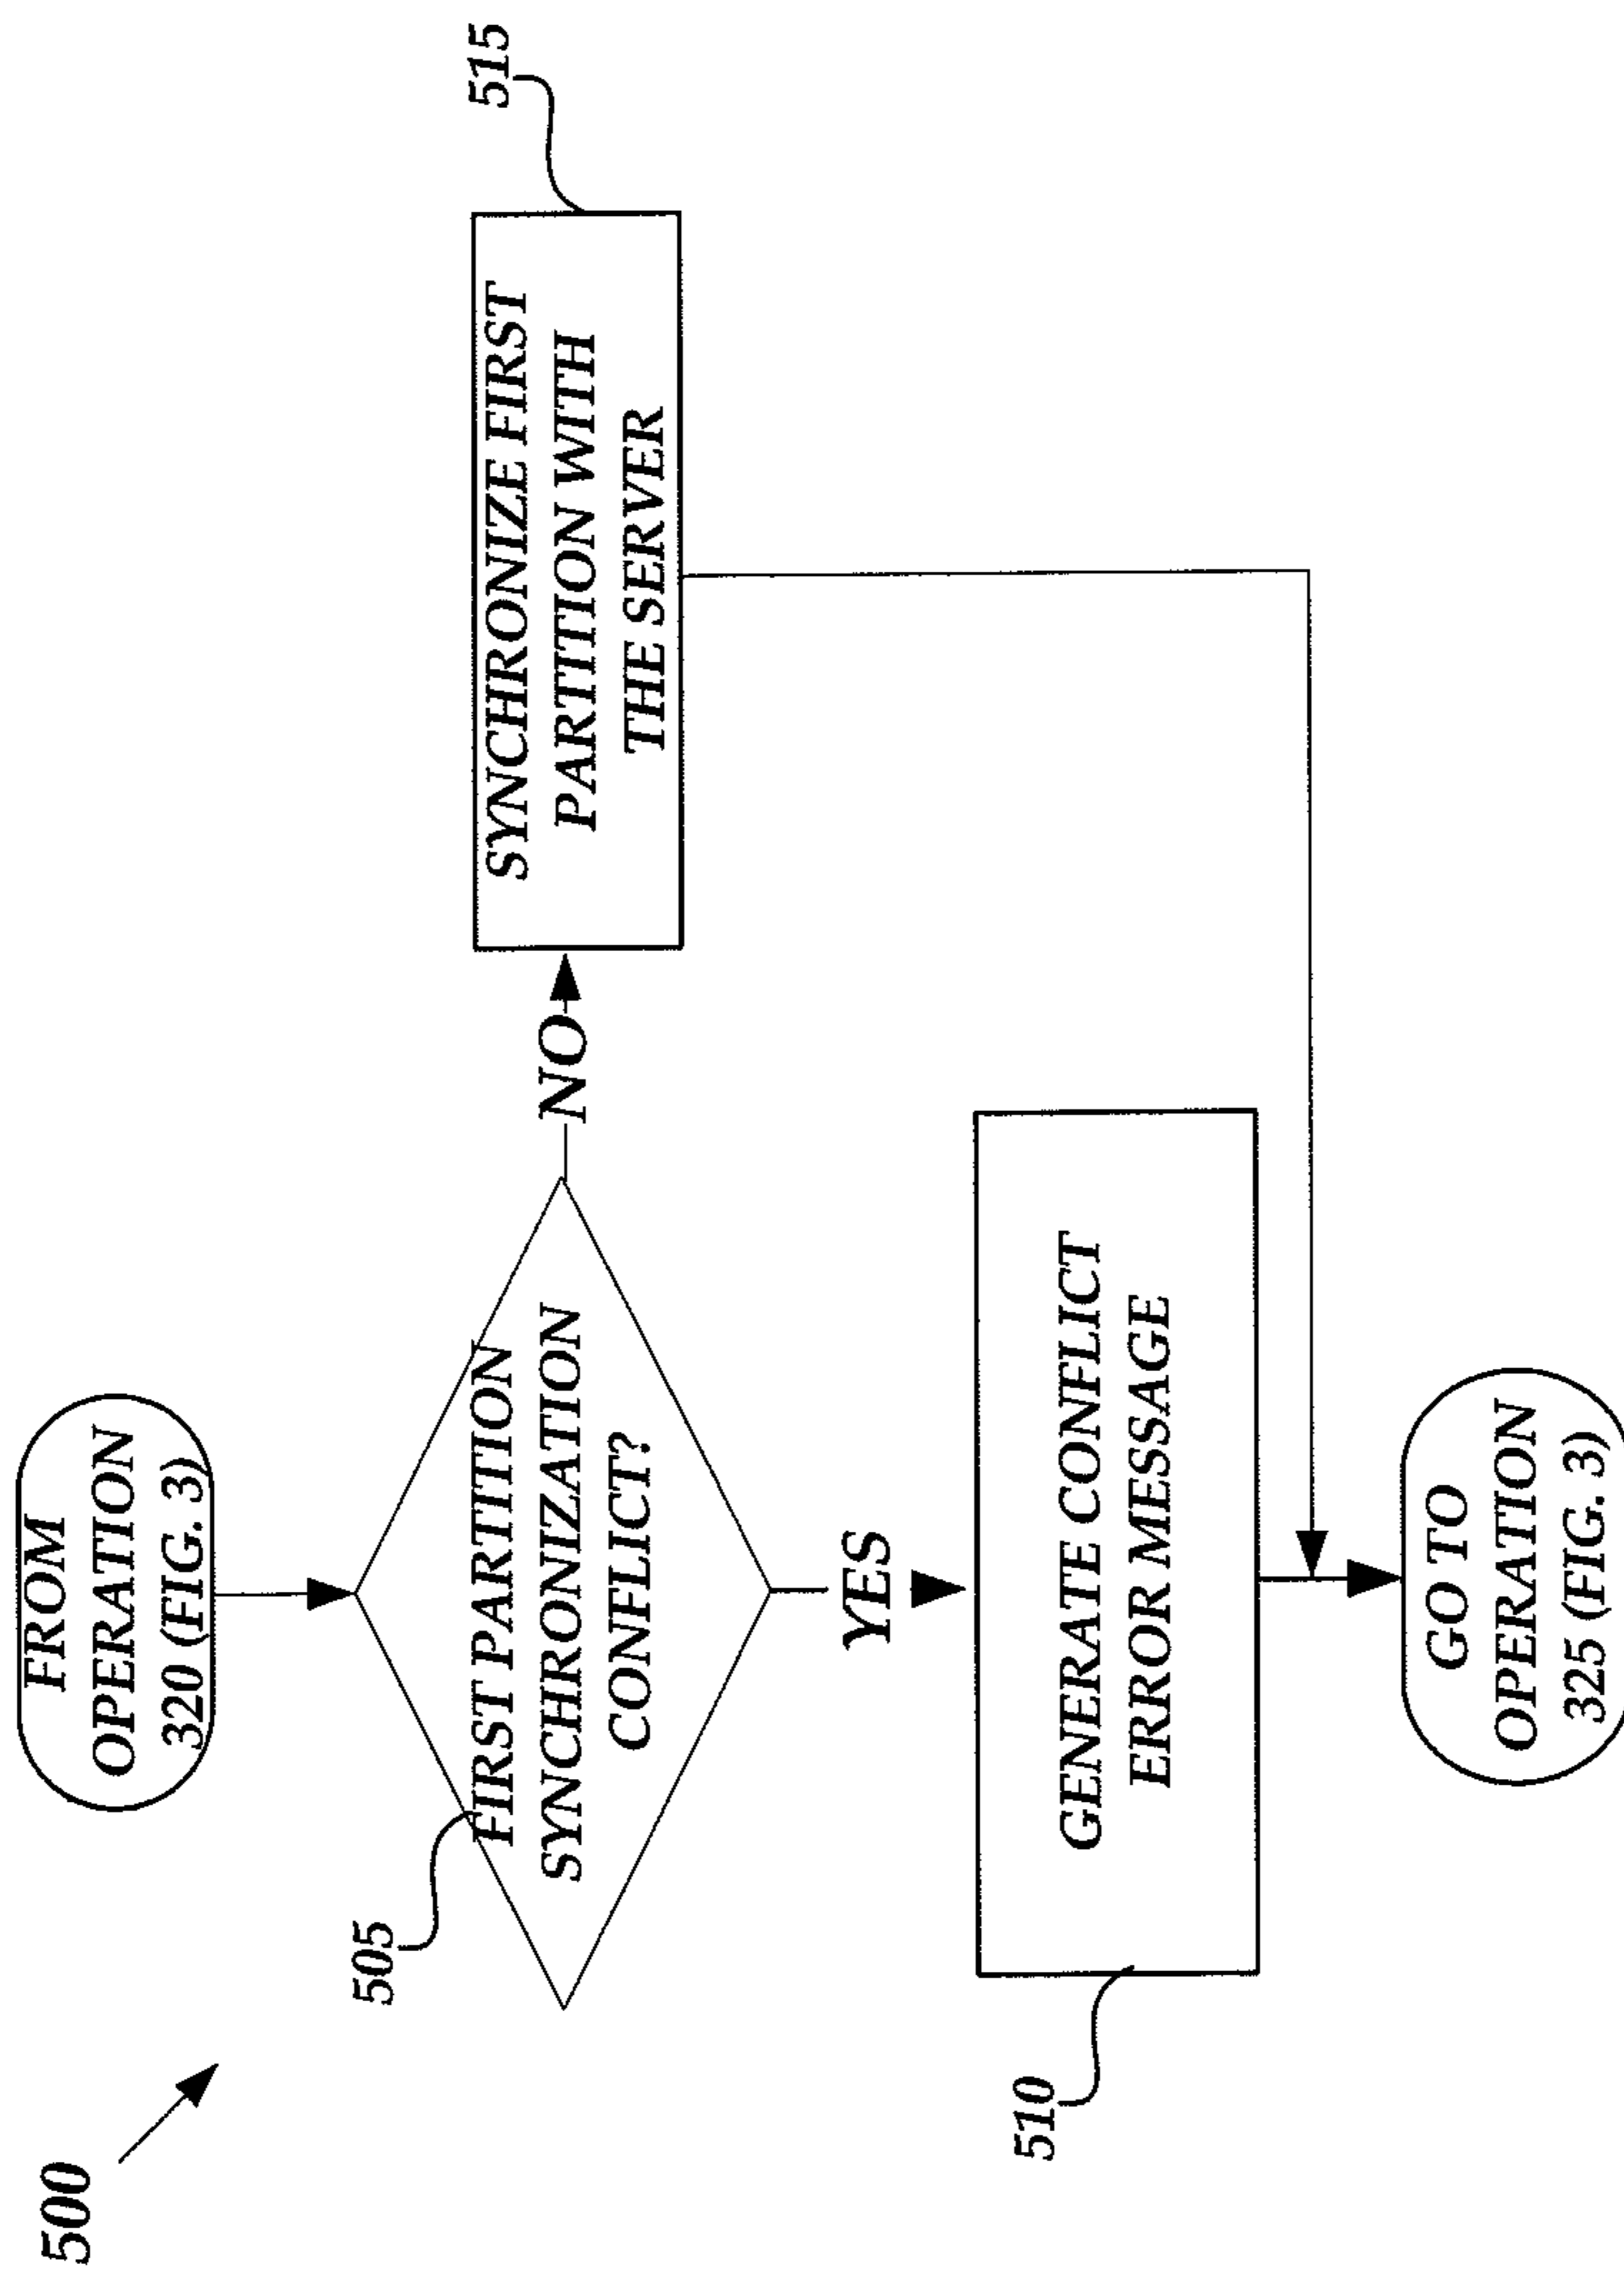 500
FROM
OPERATION
320 (FIG. 3)
505
FIRST PARTITION
SYNCHRONIZATION
CONFLICT?
NO
515
SYNCHRONIZE FIRST
PARTITION WITH
THE SERVER
YES
510
GENERATE CONFLICT
ERROR MESSAGE
GO TO
OPERATION
325 (FIG. 3)